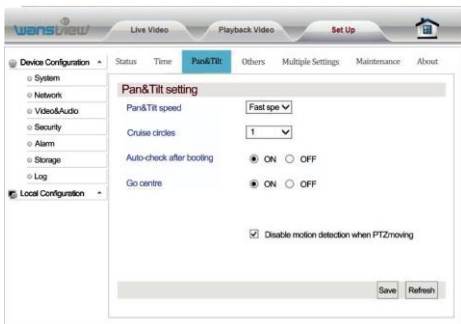 wansview
Live Video Playback Video Set Up
Device Configuration
System
Network
Video&Audio
Security
Alarm
Storage
Log
Local Configuration
Status Time Pan&Tilt Others Multiple Settings Maintenance About
Pan&Tilt setting
Pan&Tilt speed Fast spe
Cruise circles 1
Auto-check after booting ON OFF
Go centre ON OFF
Disable motion detection when PTZmoving
Save Refresh